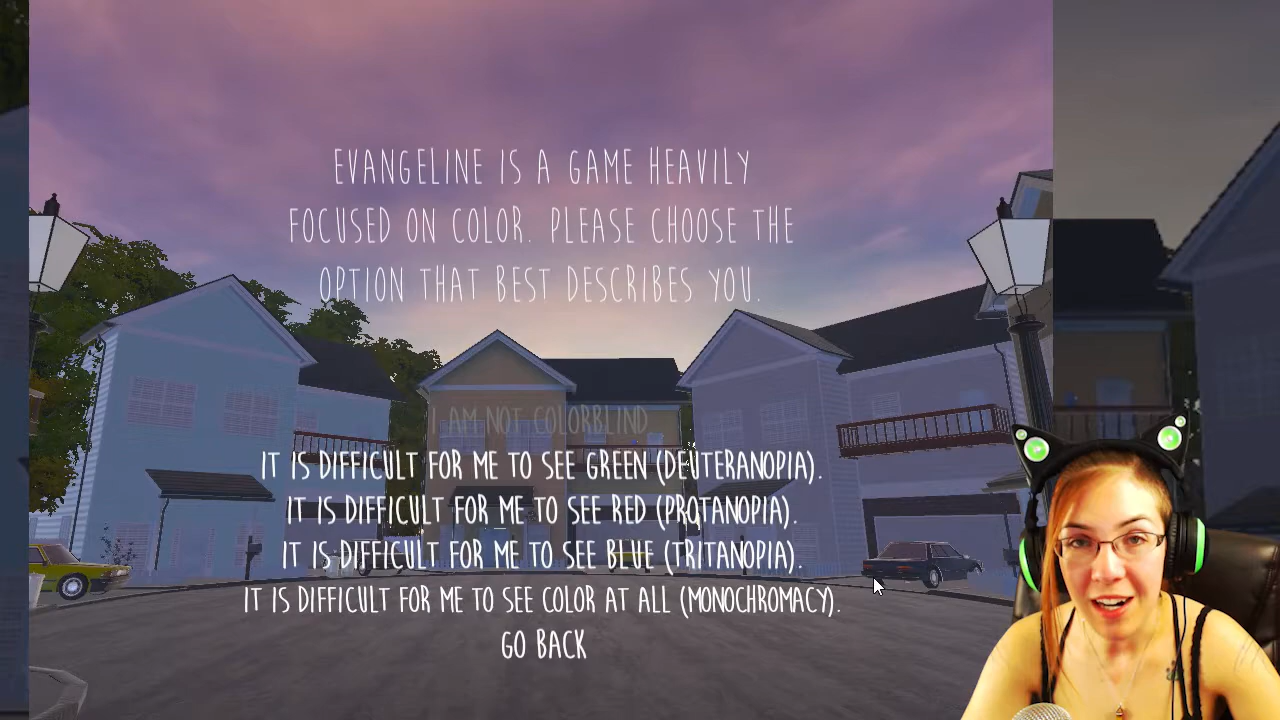 EVANGELINE IS A GAME HEAVILY
FOCUSED ON COLOR. PLEASE CHOOSE THE
OPTION THAT BEST DESCRIBES YOU.
I AM NOT COLORBLIND
IT IS DIFFICULT FOR ME TO SEE GREEN (DEUTERANOPIA).
IT IS DIFFICULT FOR ME TO SEE RED (PROTANOPIA).
IT IS DIFFICULT FOR ME TO SEE BLUE (TRITANOPIA).
IT IS DIFFICULT FOR ME TO SEE COLOR AT ALL (MONOCHROMACY).
GO BACK